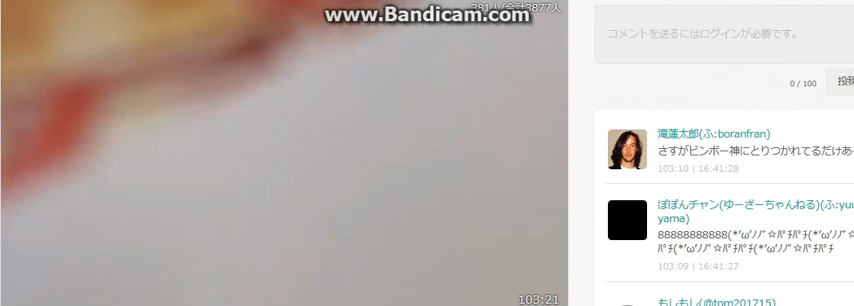 www.Bandicam.com
381人/合計3877人
コメントを送るにはログインが必要です。
0 / 100
投稿
滝蓮太郎(ふ:boranfran)
さすがビンボー神にとりつかれてるだけあ
103:10 | 16:41:28
ぽぽんチャン(ゆーざーちゃんねる)(ふ:yuu
yama)
88888888888(*’ω’ﾉﾉﾞ☆ﾊﾟﾁﾊﾟﾁ(*’ω’ﾉﾉﾞ☆
ﾊﾟﾁ(*’ω’ﾉﾉﾞ☆ﾊﾟﾁﾊﾟﾁ(*’ω’ﾉﾉﾞ☆ﾊﾟﾁﾊﾟﾁ
103:09 | 16:41:27
もしもし(@tom201715)
103:21